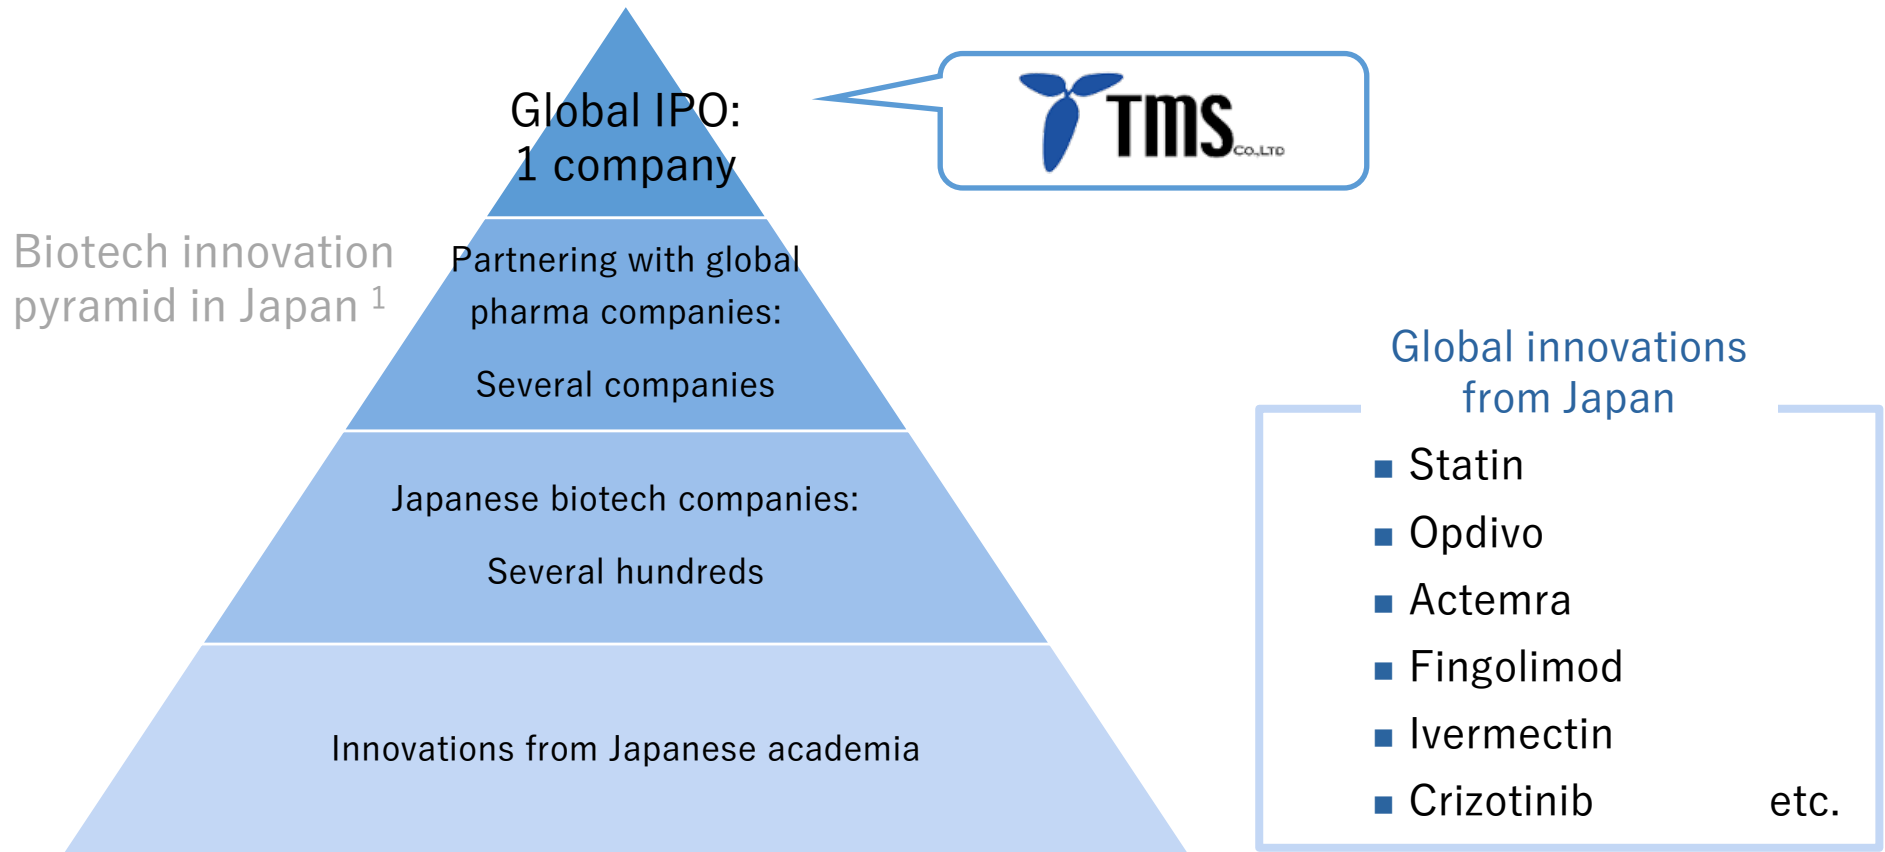 Global IPO:
1 company
TMS CO.,LTD
Biotech innovation
pyramid in Japan 1
Partnering with global
pharma companies:
Several companies
Japanese biotech companies:
Several hundreds
Innovations from Japanese academia
Global innovations
from Japan
■ Statin
■ Opdivo
■ Actemra
■ Fingolimod
■ Ivermectin
■ Crizotinib etc.